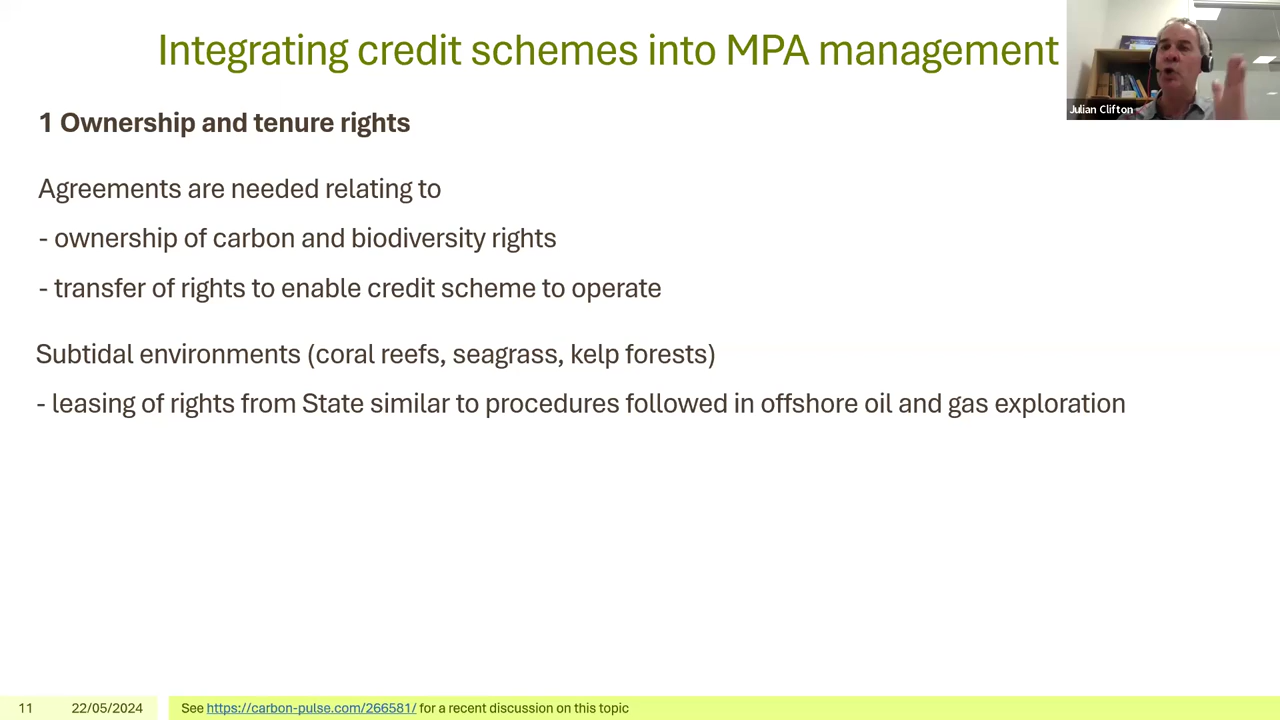 Integrating credit schemes into MPA management
Julian Clifton
1 Ownership and tenure rights
Agreements are needed relating to
- ownership of carbon and biodiversity rights
- transfer of rights to enable credit scheme to operate
Subtidal environments (coral reefs, seagrass, kelp forests)
- leasing of rights from State similar to procedures followed in offshore oil and gas exploration
11 22/05/2024 See https://carbon-pulse.com/266581/ for a recent discussion on this topic